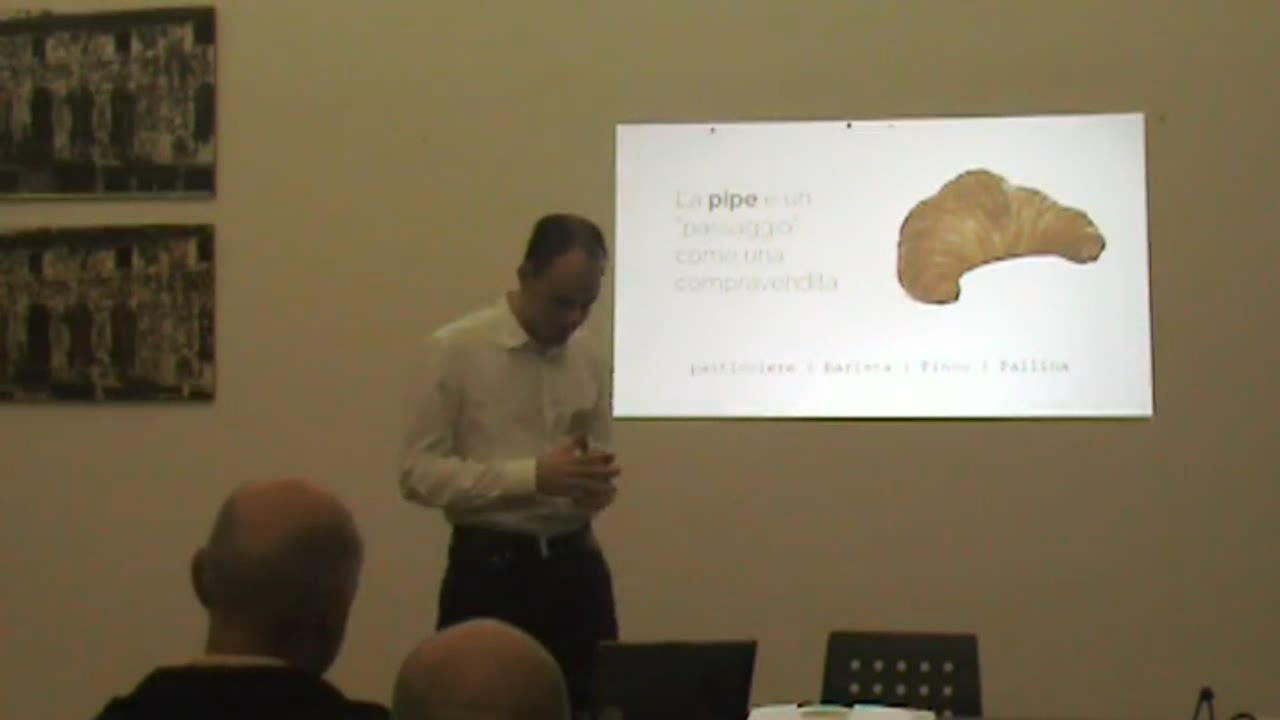 La pipe è un
"passaggio"
come una
compravendita
pasticciere | Barista | Pinco | Pallina